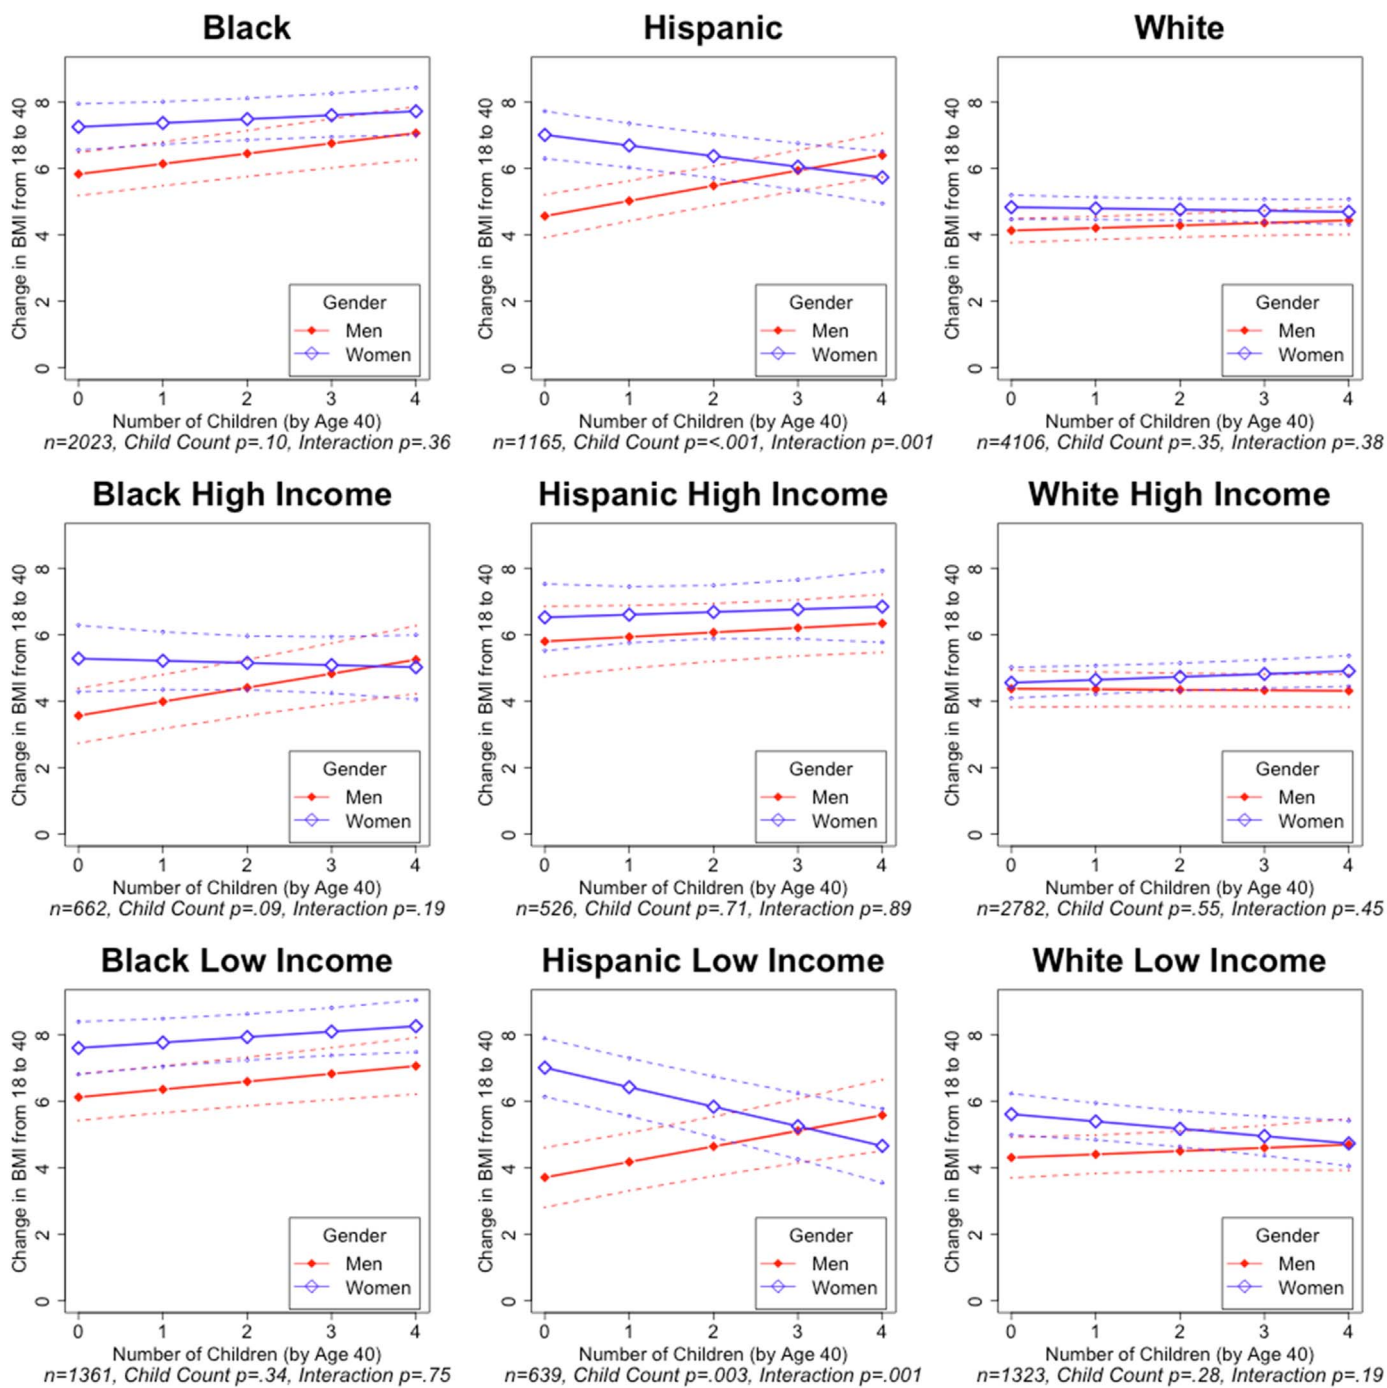 Black
Change in BMI from 18 to 40
8
6
4
2
0
Gender
Men
Women
0 1 2 3 4
Number of Children (by Age 40)
n=2023, Child Count p=.10, Interaction p=.36
Hispanic
Change in BMI from 18 to 40
8
6
4
2
0
Gender
Men
Women
0 1 2 3 4
Number of Children (by Age 40)
n=1165, Child Count p=<.001, Interaction p=.001
White
Change in BMI from 18 to 40
8
6
4
2
0
Gender
Men
Women
0 1 2 3 4
Number of Children (by Age 40)
n=4106, Child Count p=.35, Interaction p=.38
Black High Income
Change in BMI from 18 to 40
8
6
4
2
0
Gender
Men
Women
0 1 2 3 4
Number of Children (by Age 40)
n=662, Child Count p=.09, Interaction p=.19
Hispanic High Income
Change in BMI from 18 to 40
8
6
4
2
0
Gender
Men
Women
0 1 2 3 4
Number of Children (by Age 40)
n=526, Child Count p=.71, Interaction p=.89
White High Income
Change in BMI from 18 to 40
8
6
4
2
0
Gender
Men
Women
0 1 2 3 4
Number of Children (by Age 40)
n=2782, Child Count p=.55, Interaction p=.45
Black Low Income
Change in BMI from 18 to 40
8
6
4
2
0
Gender
Men
Women
0 1 2 3 4
Number of Children (by Age 40)
n=1361, Child Count p=.34, Interaction p=.75
Hispanic Low Income
Change in BMI from 18 to 40
8
6
4
2
0
Gender
Men
Women
0 1 2 3 4
Number of Children (by Age 40)
n=639, Child Count p=.003, Interaction p=.001
White Low Income
Change in BMI from 18 to 40
8
6
4
2
0
Gender
Men
Women
0 1 2 3 4
Number of Children (by Age 40)
n=1323, Child Count p=.28, Interaction p=.19